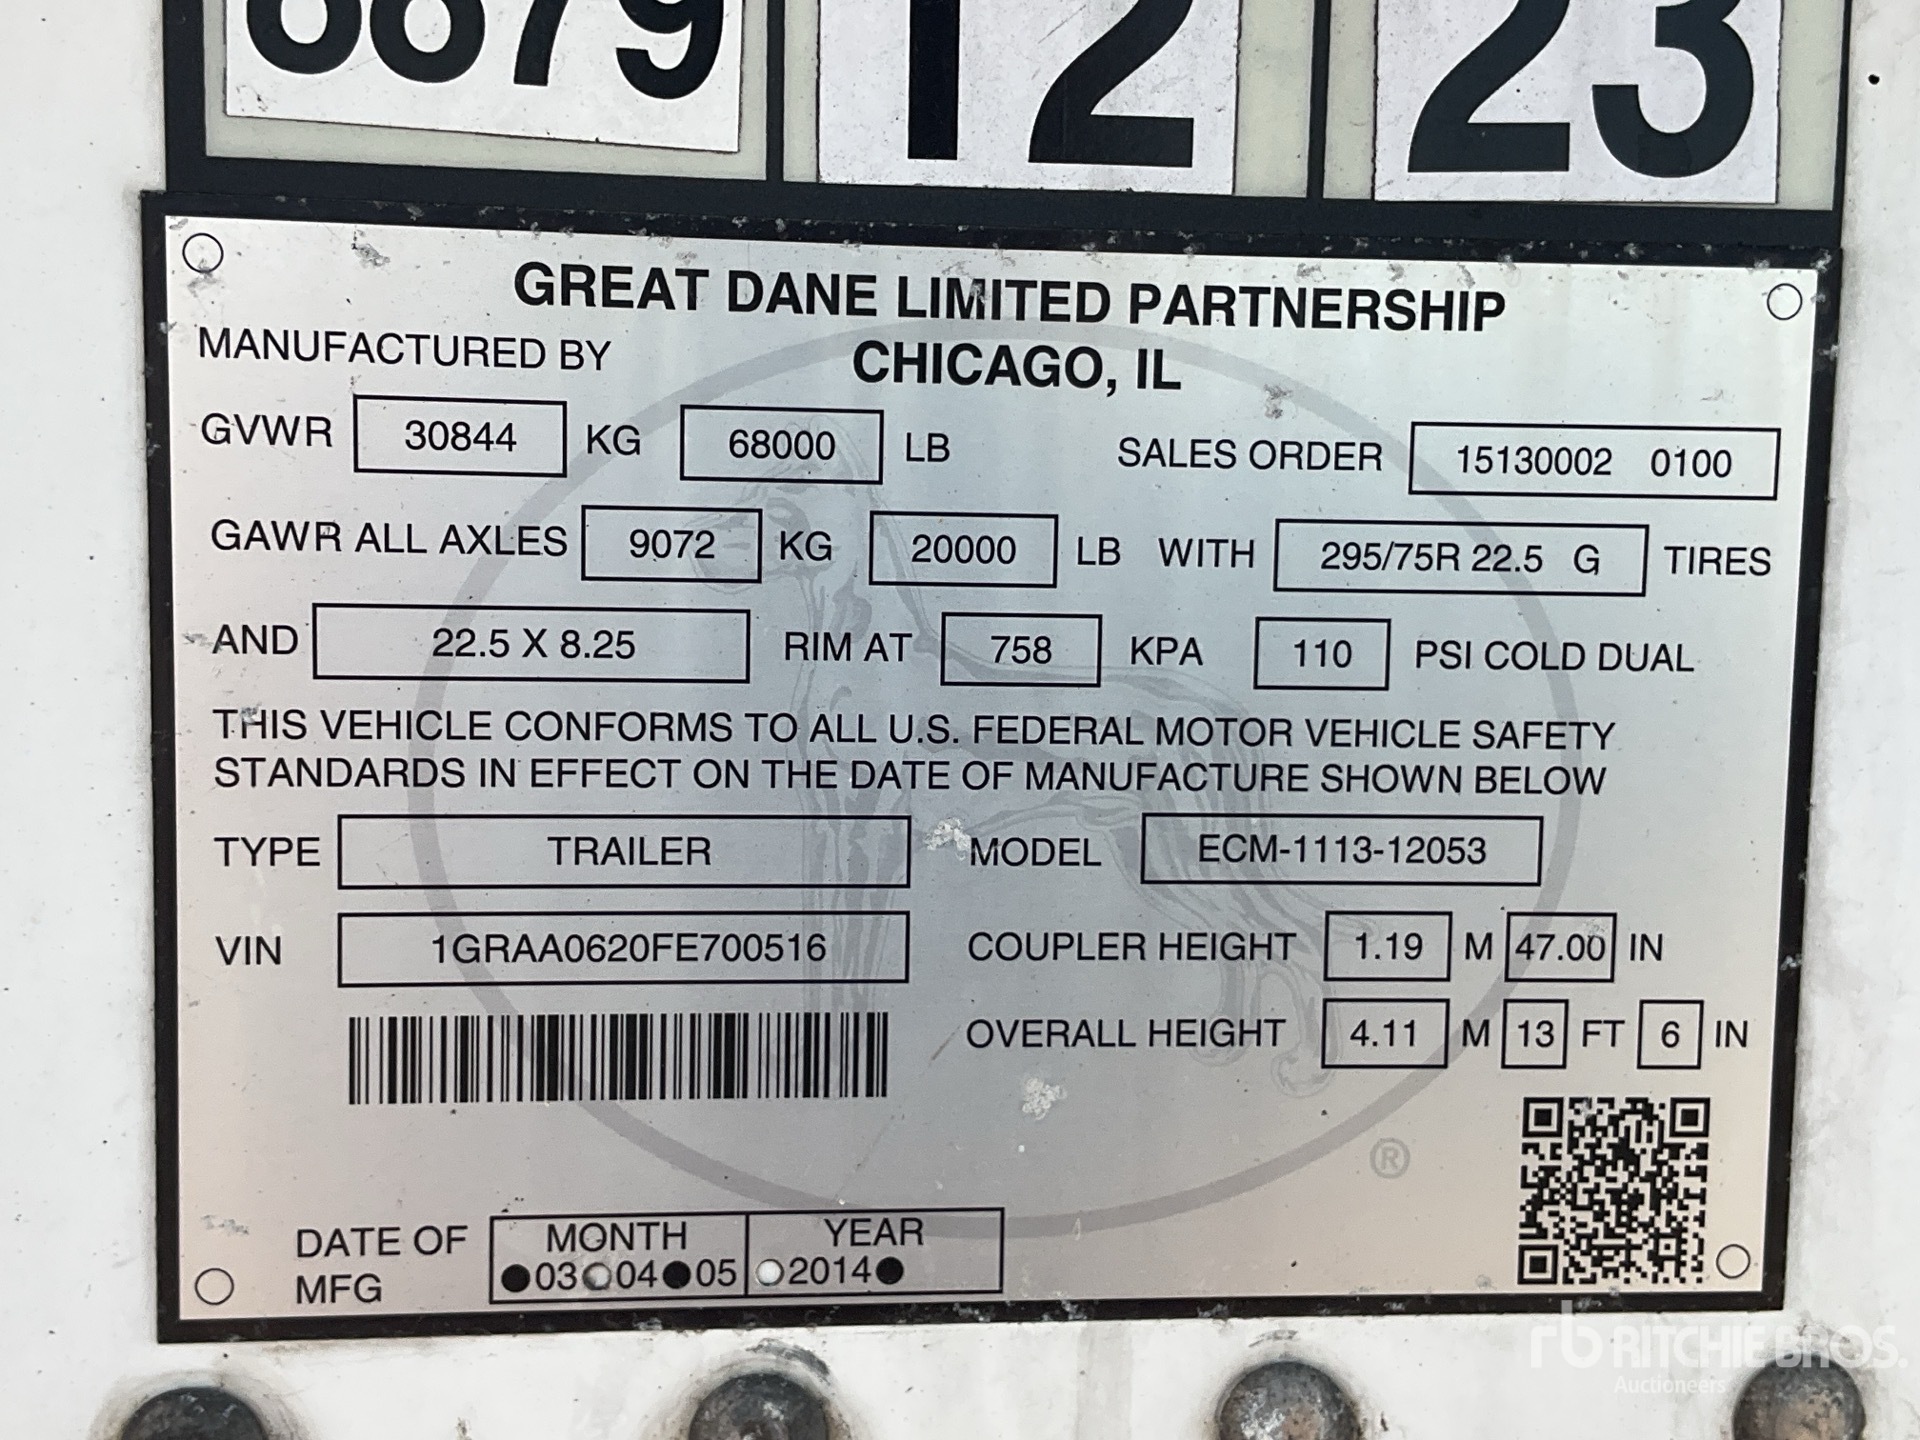 8879 12 23
GREAT DANE LIMITED PARTNERSHIP
MANUFACTURED BY CHICAGO, IL
GVWR 30844 KG 68000 LB SALES ORDER 15130002 0100
GAWR ALL AXLES 9072 KG 20000 LB WITH 295/75R 22.5 G TIRES
AND 22.5 X 8.25 RIM AT 758 KPA 110 PSI COLD DUAL
THIS VEHICLE CONFORMS TO ALL U.S. FEDERAL MOTOR VEHICLE SAFETY
STANDARDS IN EFFECT ON THE DATE OF MANUFACTURE SHOWN BELOW
TYPE TRAILER MODEL ECM-1113-12053
VIN 1GRAA0620FE700516 COUPLER HEIGHT 1.19 M 47.00 IN
OVERALL HEIGHT 4.11 M 13 FT 6 IN
®
DATE OF MFG MONTH YEAR
03 04 05 2014
rb RITCHIE BROS.
Auctioneers